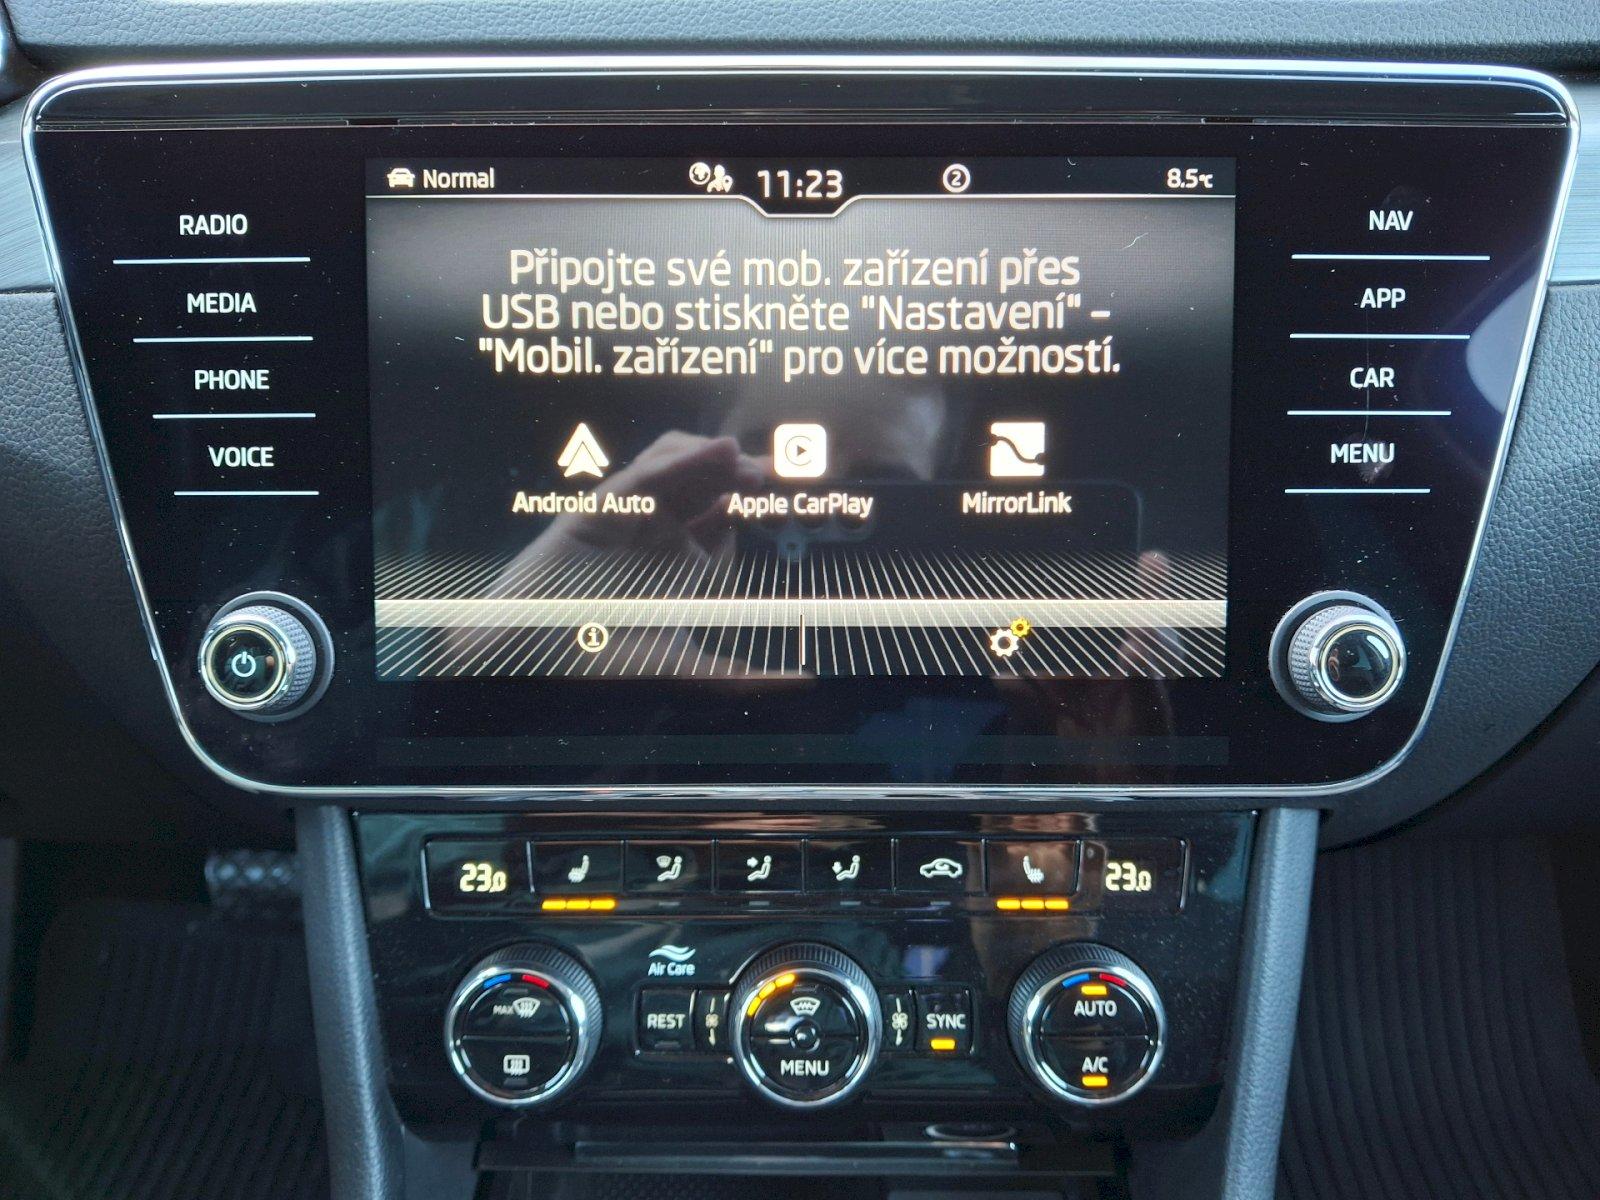 Normal
11:23
2
8.5°C
RADIO
MEDIA
PHONE
VOICE
Připojte své mob. zařízení přes
USB nebo stiskněte "Nastavení" –
"Mobil. zařízení" pro více možností.
Android Auto
Apple CarPlay
MirrorLink
NAV
APP
CAR
MENU
23.0
23.0
Air Care
MAX
REST
MENU
SYNC
AUTO
A/C